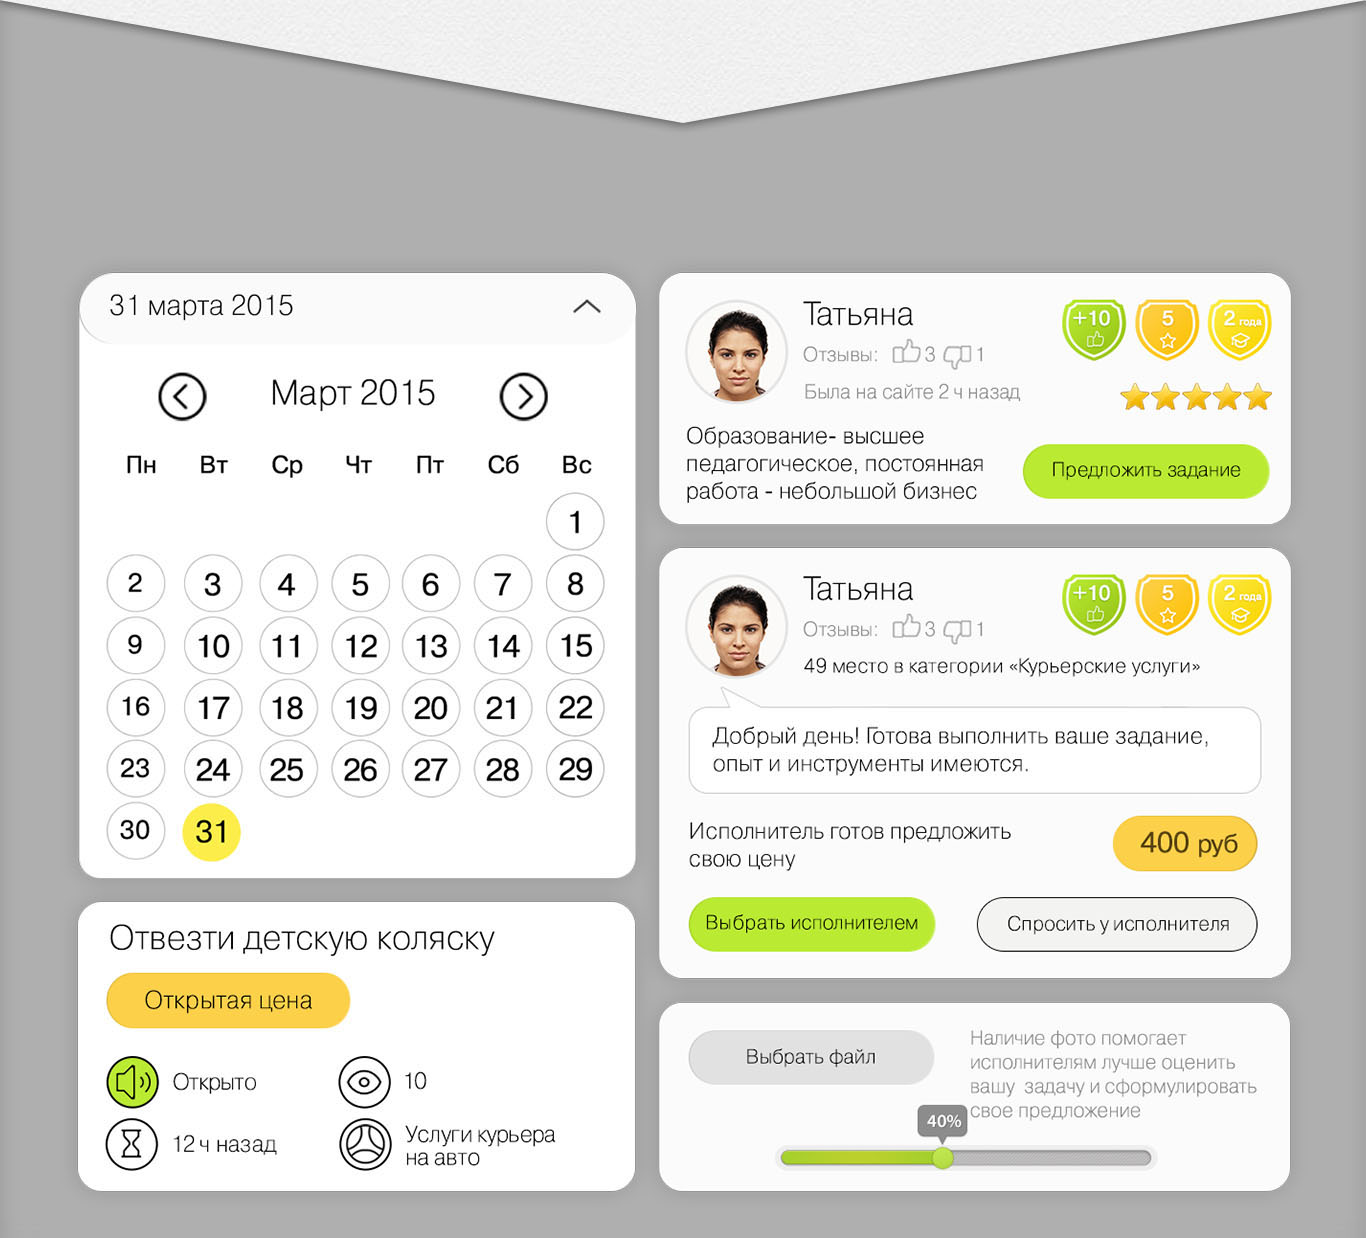 31 марта 2015
Март 2015
Пн Вт Ср Чт Пт Сб Вс
1
2 3 4 5 6 7 8
9 10 11 12 13 14 15
16 17 18 19 20 21 22
23 24 25 26 27 28 29
30 31
Отвезти детскую коляску
Открытая цена
Открыто
10
12 ч назад
Услуги курьера
на авто
Татьяна
+10 5 2 года
Отзывы: 3 1
Была на сайте 2 ч назад
Образование- высшее
педагогическое, постоянная
работа - небольшой бизнес
Предложить задание
Татьяна
+10 5 2 года
Отзывы: 3 1
49 место в категории «Курьерские услуги»
Добрый день! Готова выполнить ваше задание,
опыт и инструменты имеются.
Исполнитель готов предложить
свою цену
400 руб
Выбрать исполнителем
Спросить у исполнителя
Выбрать файл
Наличие фото помогает
исполнителям лучше оценить
вашу задачу и сформулировать
свое предложение
40%